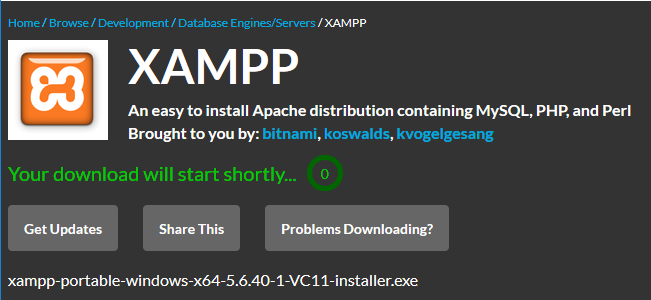 Home / Browse / Development / Database Engines/Servers / XAMPP
XAMPP
An easy to install Apache distribution containing MySQL, PHP, and Perl
Brought to you by: bitnami, koswalds, kvogelgesang
Your download will start shortly... 0
Get Updates Share This Problems Downloading?
xampp-portable-windows-x64-5.6.40-1-VC11-installer.exe